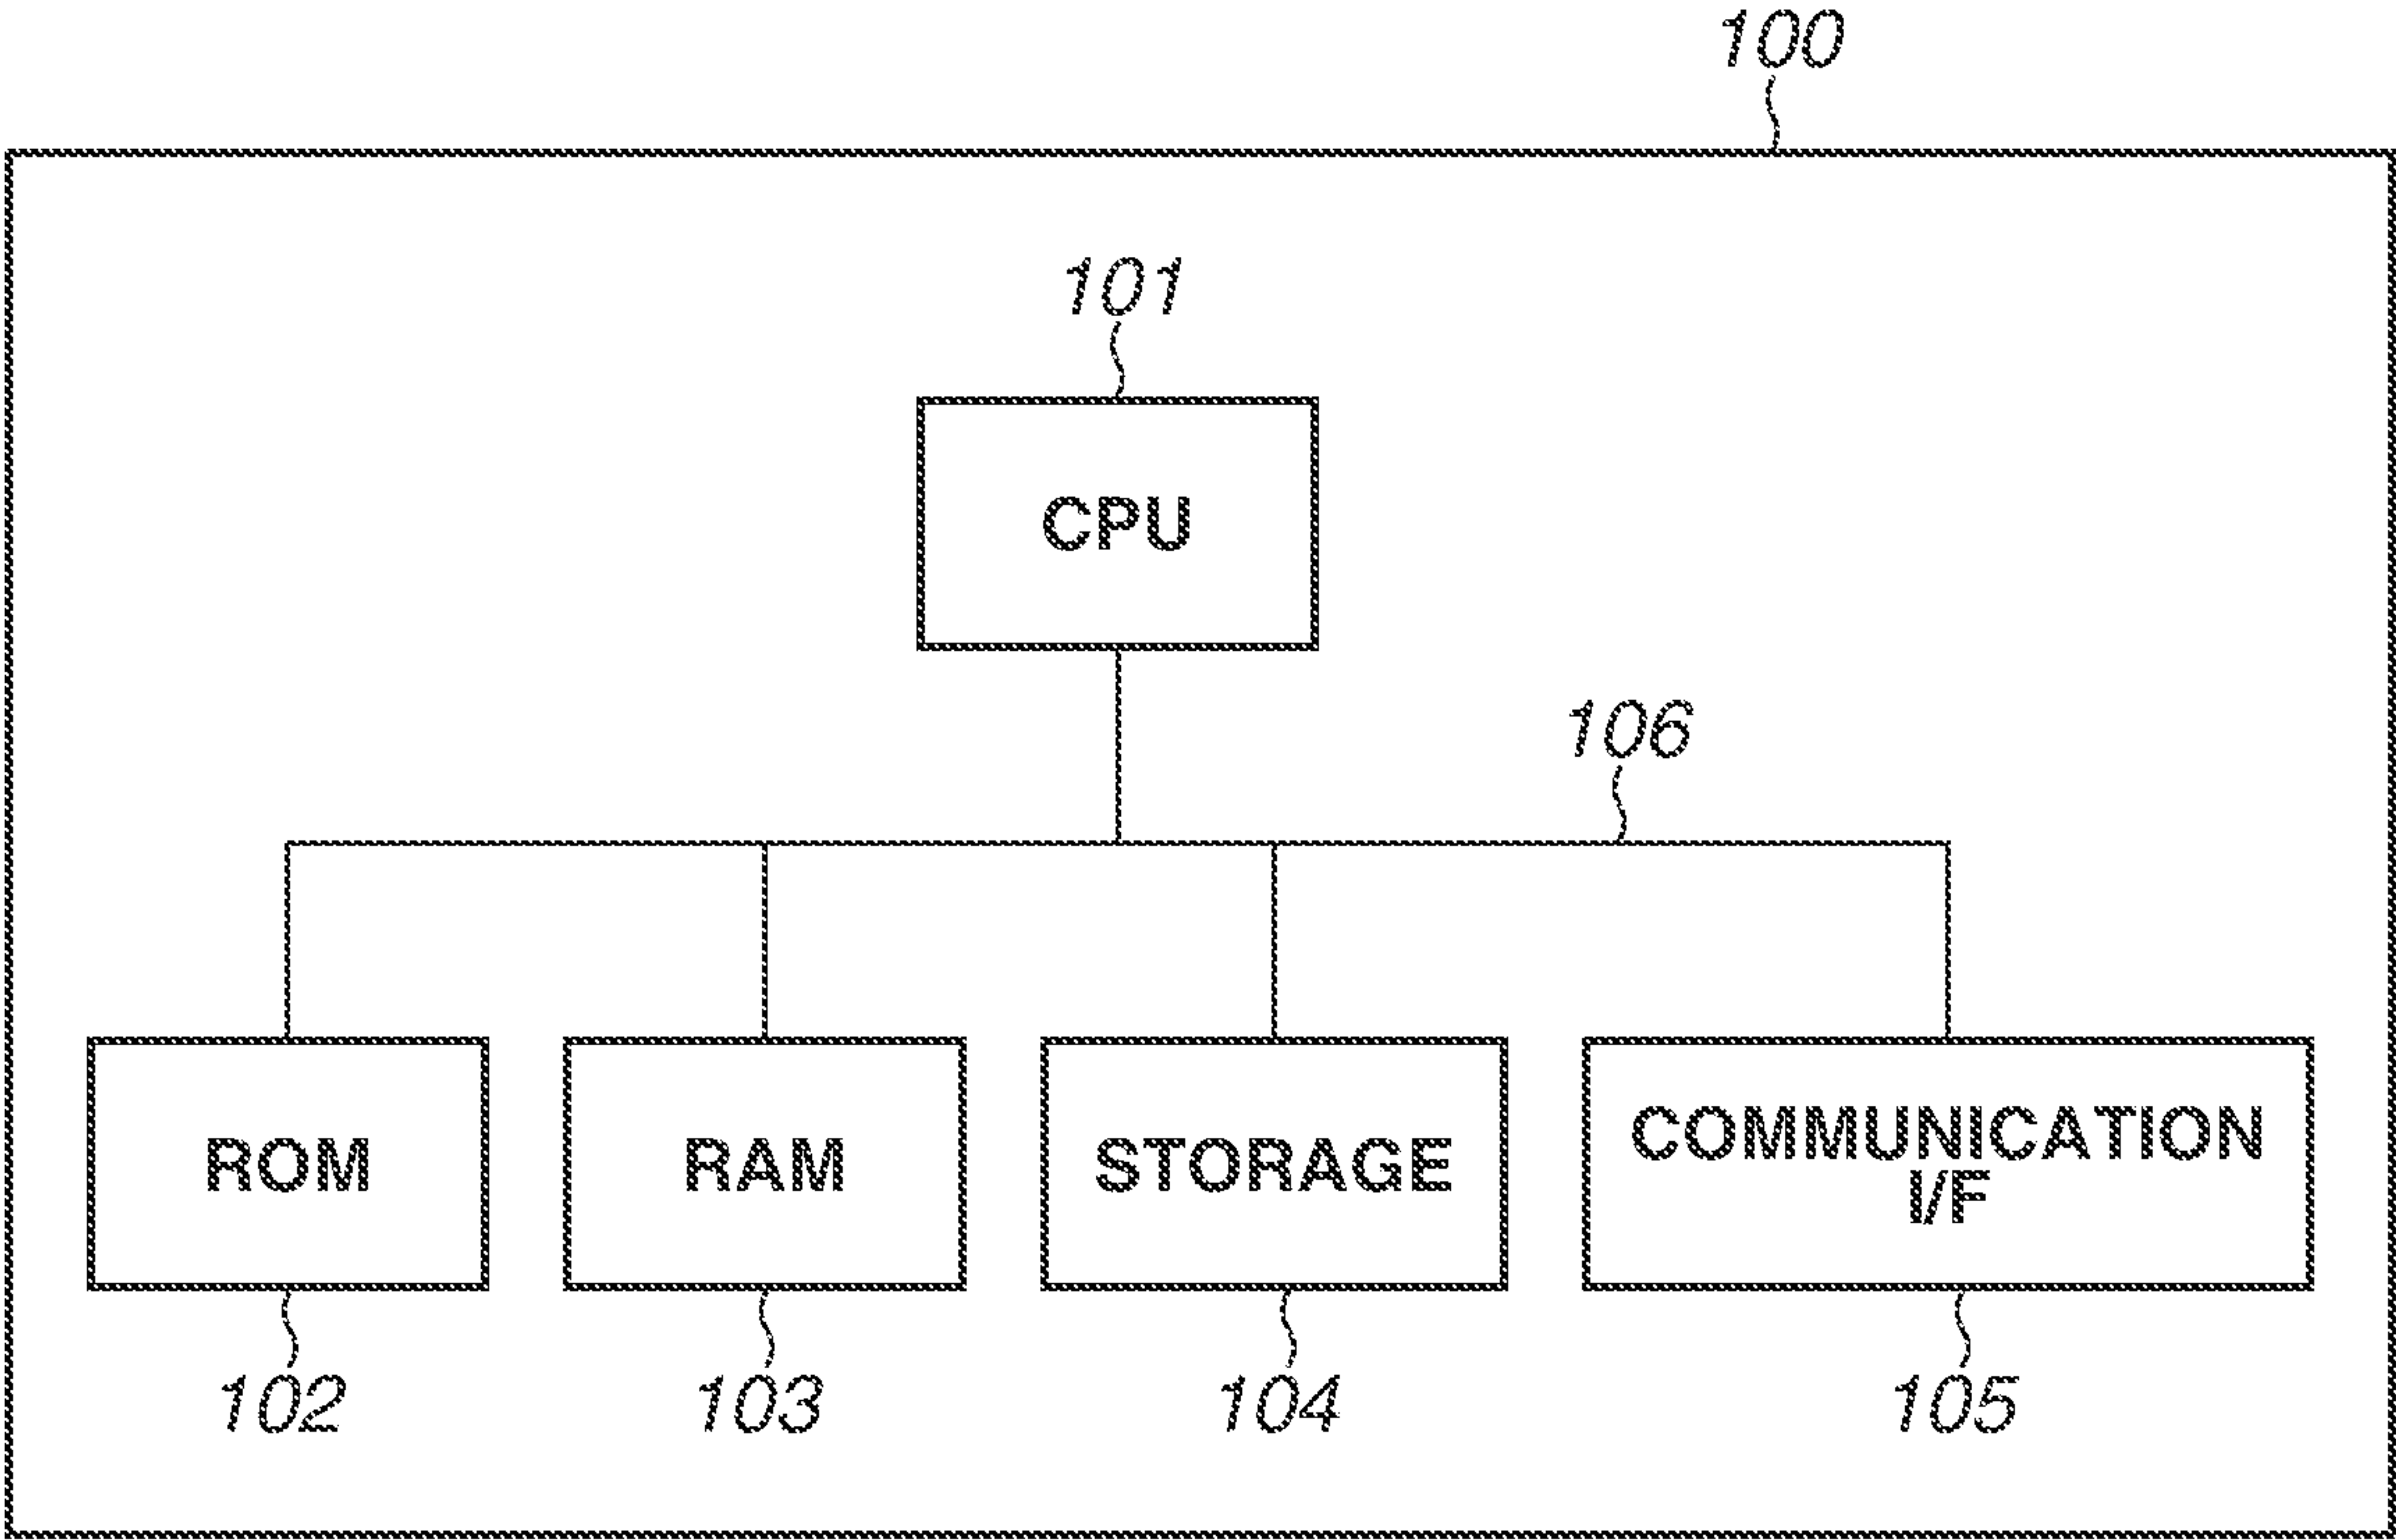 100
101
CPU
106
ROM
RAM
STORAGE
COMMUNICATION
I/F
102
103
104
105